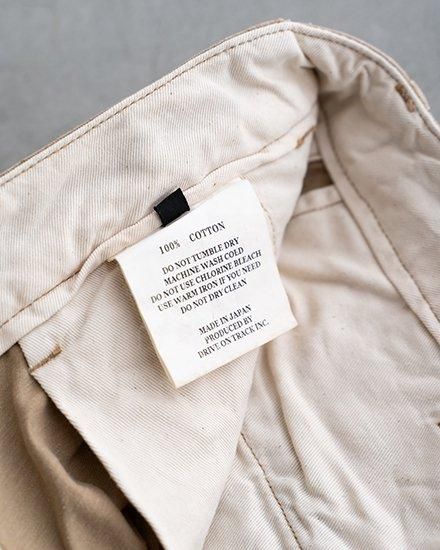 100% COTTON
DO NOT TUMBLE DRY
MACHINE WASH COLD
DO NOT USE CHLORINE BLEACH
USE WARM IRON IF YOU NEED
DO NOT DRY CLEAN
MADE IN JAPAN
PRODUCED BY
DRIVE ON TRACK INC.